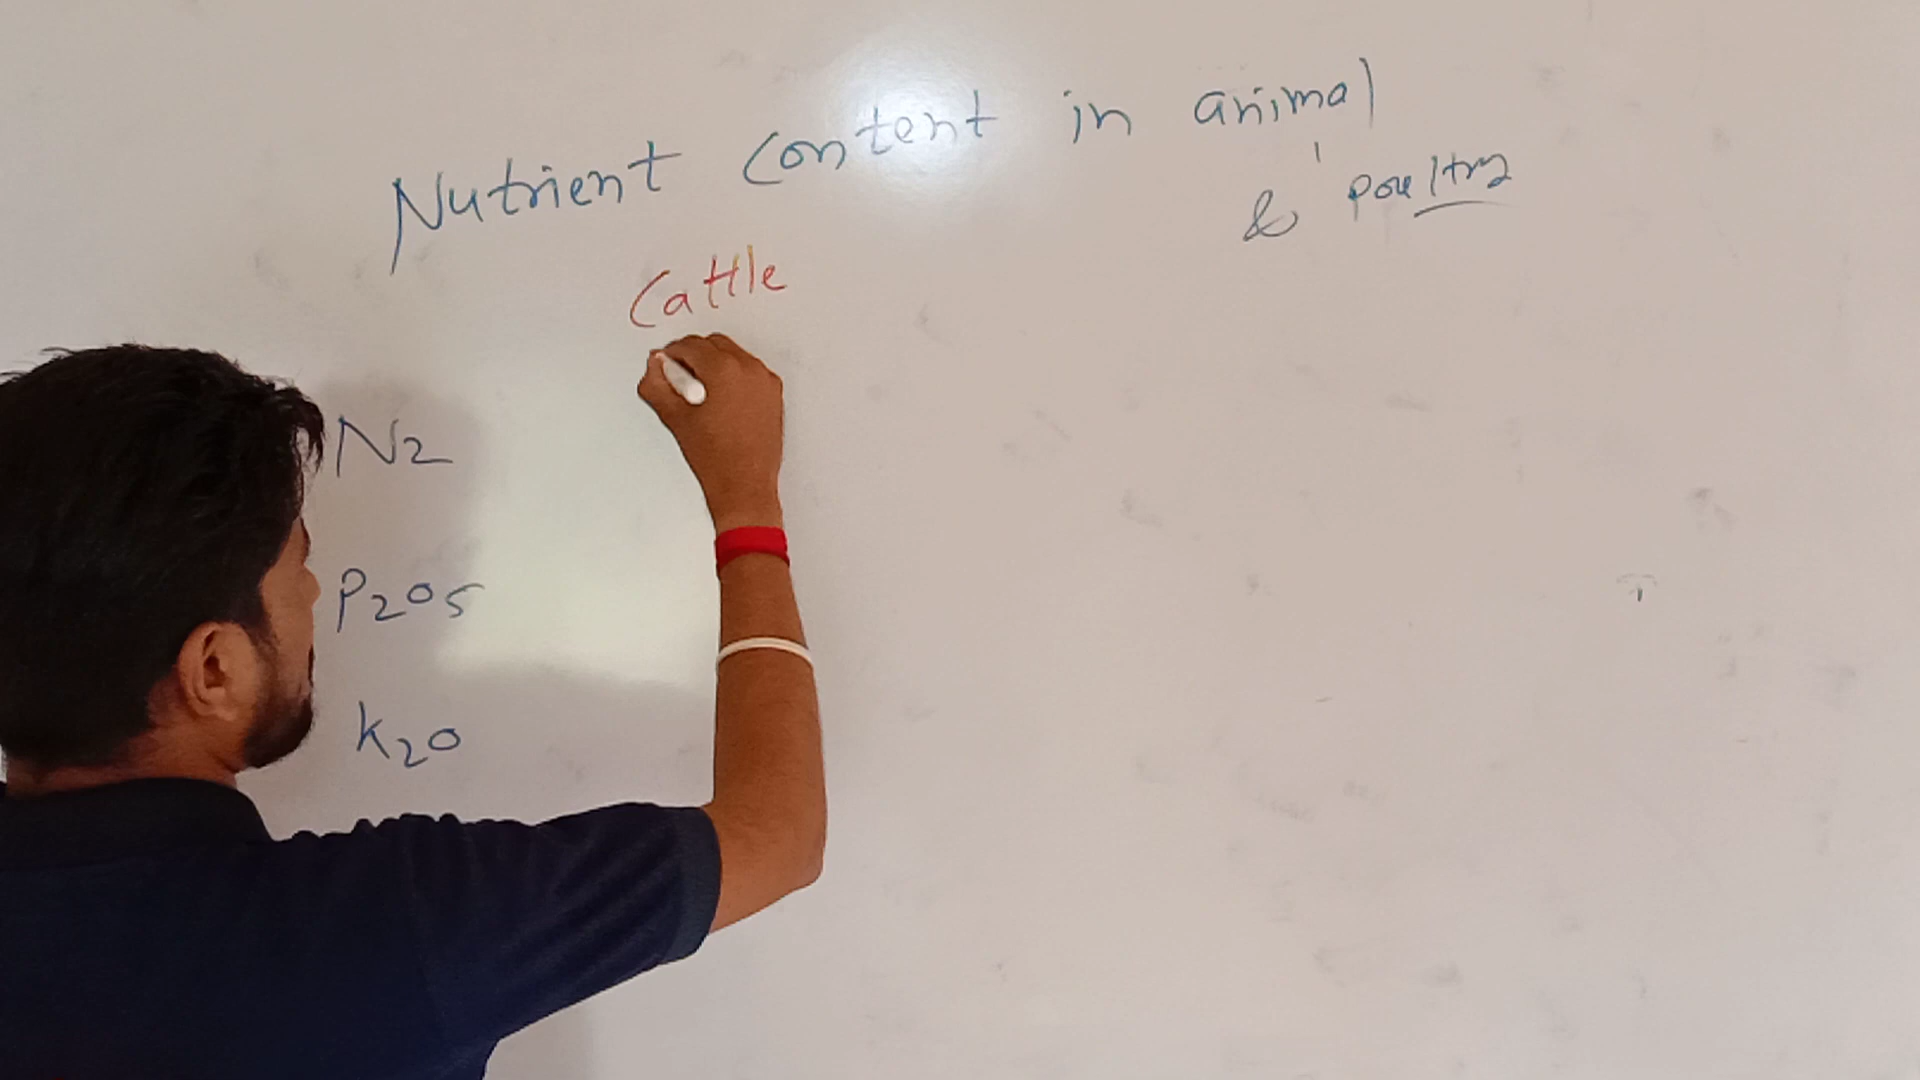 Nutrient Content in animal
& Poultry
Cattle
N2
P2O5
K2O